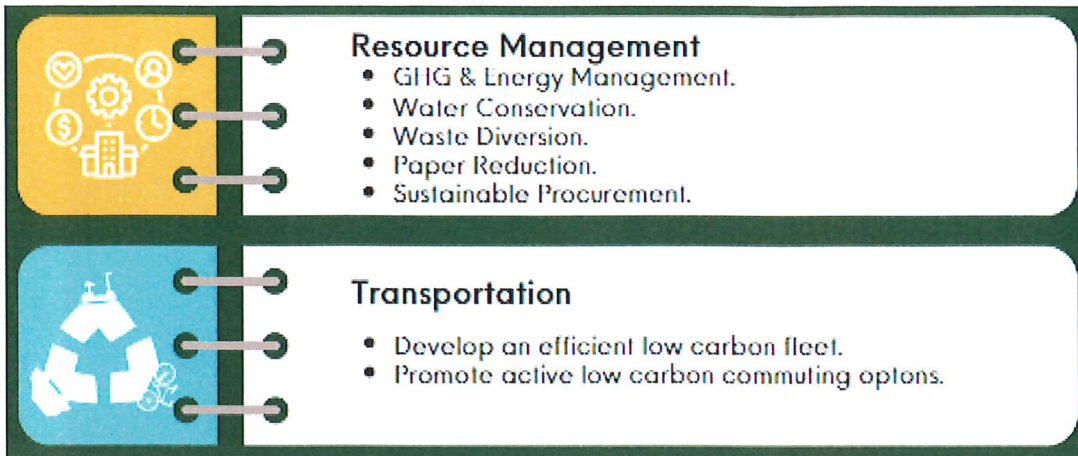 Resource Management
• GHG & Energy Management.
• Water Conservation.
• Waste Diversion.
• Paper Reduction.
• Sustainable Procurement.
$
Transportation
• Develop an efficient low carbon fleet.
• Promote active low carbon commuting optons.